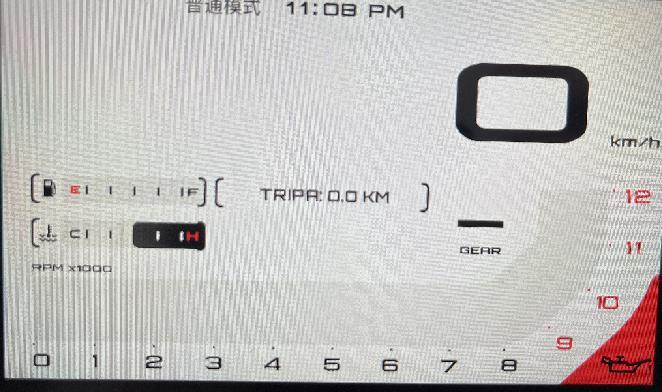 普通模式 11:08 PM
0
km/h
E F
TRIPA: 0.0 KM
12
C H
GEAR
11
RPM x1000
10
9
0 1 2 3 4 5 6 7 8